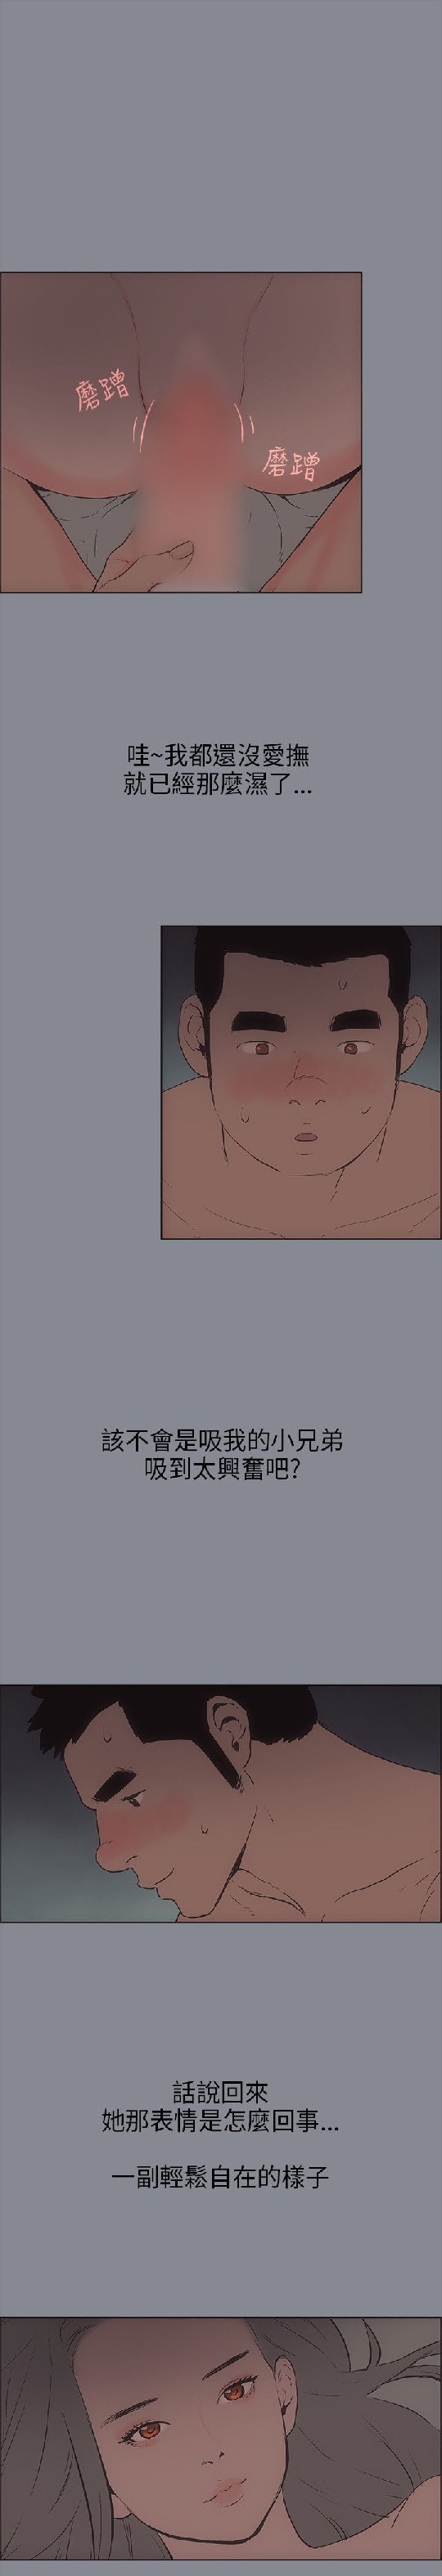 磨蹭
磨蹭
哇~我都還沒愛撫
就已經那麼濕了...
該不會是吸我的小兄弟
吸到太興奮吧?
話說回來
她那表情是怎麼回事...
一副輕鬆自在的樣子